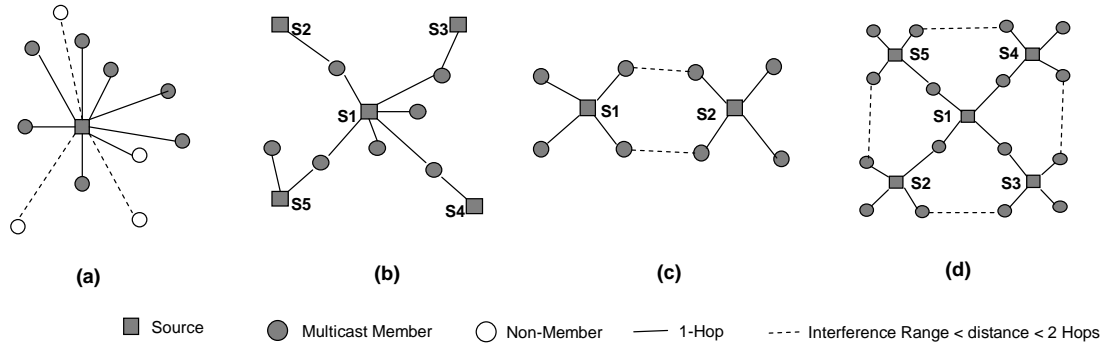 S2
S3
S1
S5
S4
S1
S2
S5
S4
S1
S2
S3
(a)
(b)
(c)
(d)
Source
Multicast Member
Non-Member
1-Hop
Interference Range < distance < 2 Hops